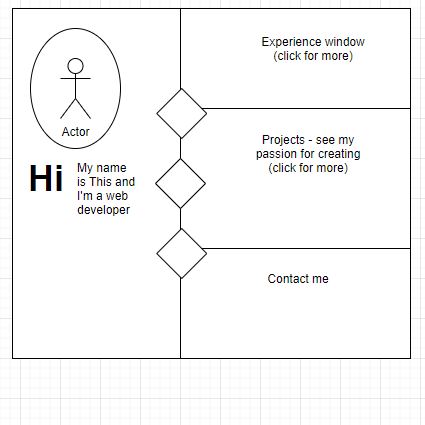 Actor
Hi
My name
is This and
I'm a web
developer
Experience window
(click for more)
Projects - see my
passion for creating
(click for more)
Contact me